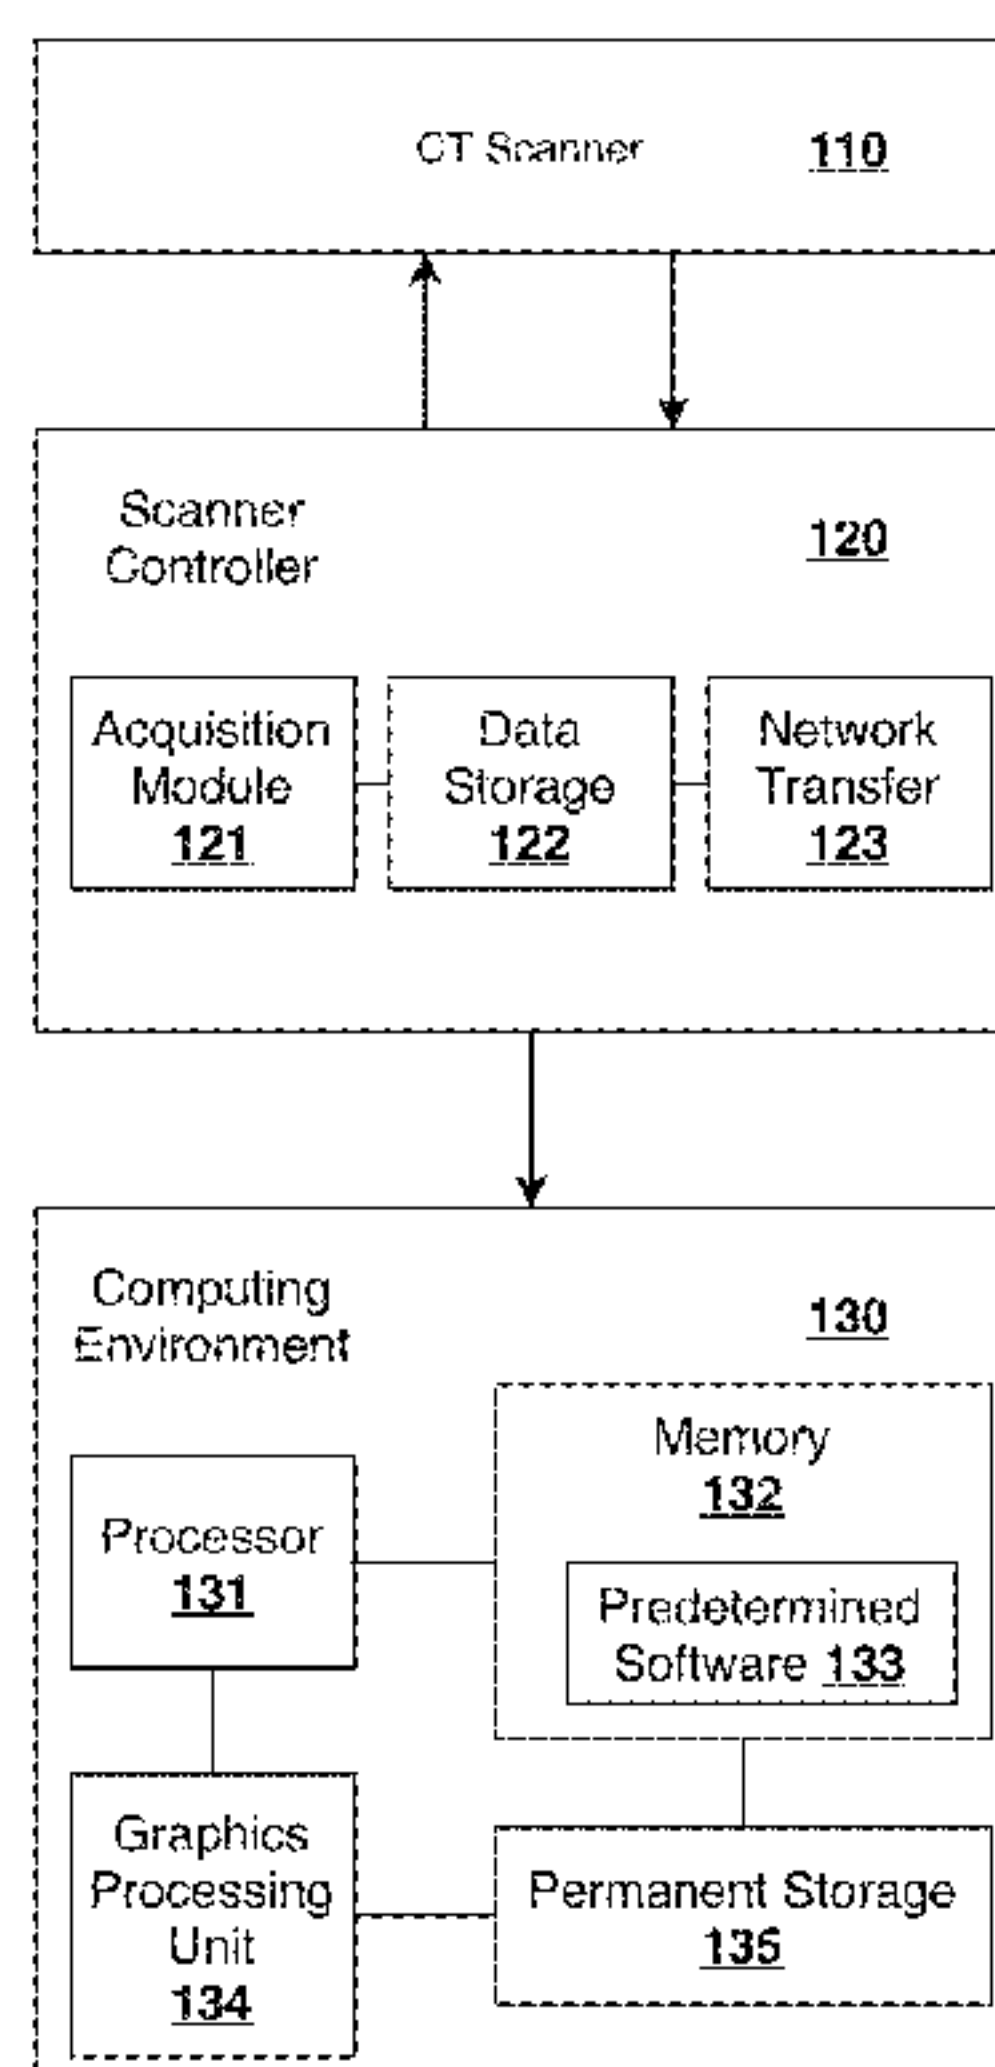 CT Scanner 110
Scanner
Controller
120
Acquisition
Module
121
Data
Storage
122
Network
Transfer
123
Computing
Environment
130
Memory
132
Processor
131
Predetermined
Software 133
Graphics
Processing
Unit
134
Permanent Storage
135